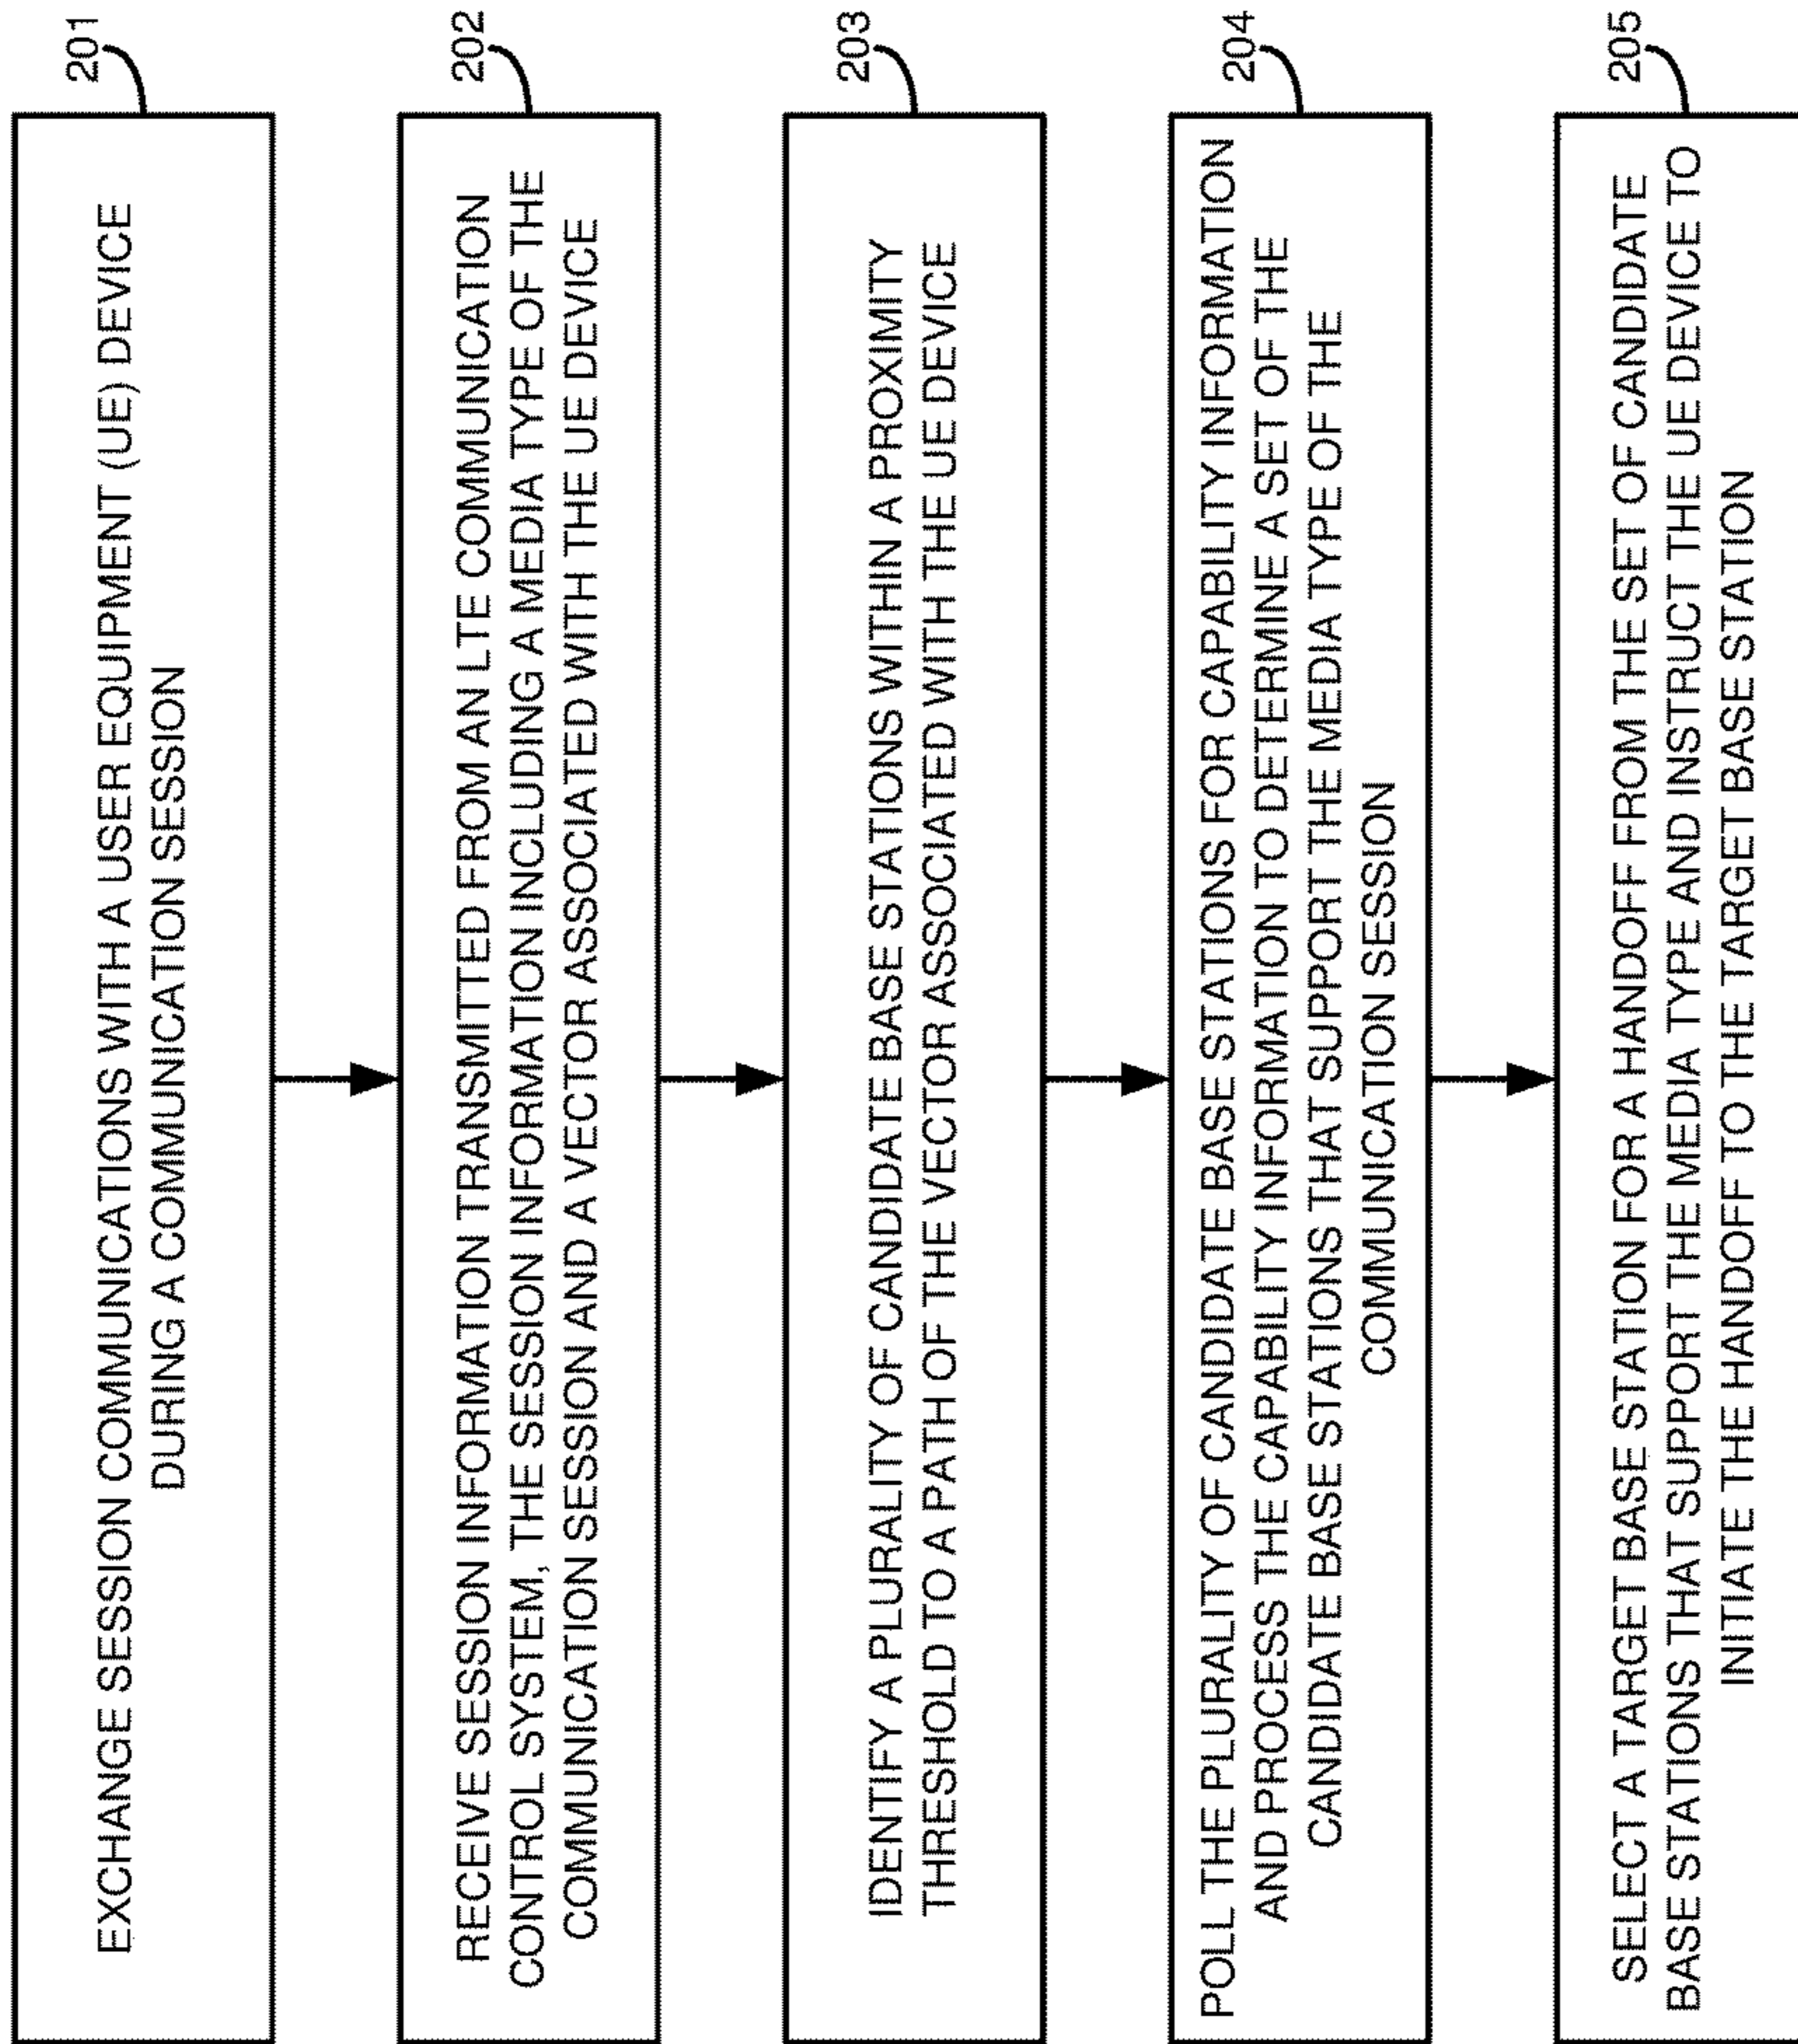 201
EXCHANGE SESSION COMMUNICATIONS WITH A USER EQUIPMENT (UE) DEVICE
DURING A COMMUNICATION SESSION
202
RECEIVE SESSION INFORMATION TRANSMITTED FROM AN LTE COMMUNICATION
CONTROL SYSTEM, THE SESSION INFORMATION INCLUDING A MEDIA TYPE OF THE
COMMUNICATION SESSION AND A VECTOR ASSOCIATED WITH THE UE DEVICE
203
IDENTIFY A PLURALITY OF CANDIDATE BASE STATIONS WITHIN A PROXIMITY
THRESHOLD TO A PATH OF THE VECTOR ASSOCIATED WITH THE UE DEVICE
204
POLL THE PLURALITY OF CANDIDATE BASE STATIONS FOR CAPABILITY INFORMATION
AND PROCESS THE CAPABILITY INFORMATION TO DETERMINE A SET OF THE
CANDIDATE BASE STATIONS THAT SUPPORT THE MEDIA TYPE OF THE
COMMUNICATION SESSION
205
SELECT A TARGET BASE STATION FOR A HANDOFF FROM THE SET OF CANDIDATE
BASE STATIONS THAT SUPPORT THE MEDIA TYPE AND INSTRUCT THE UE DEVICE TO
INITIATE THE HANDOFF TO THE TARGET BASE STATION